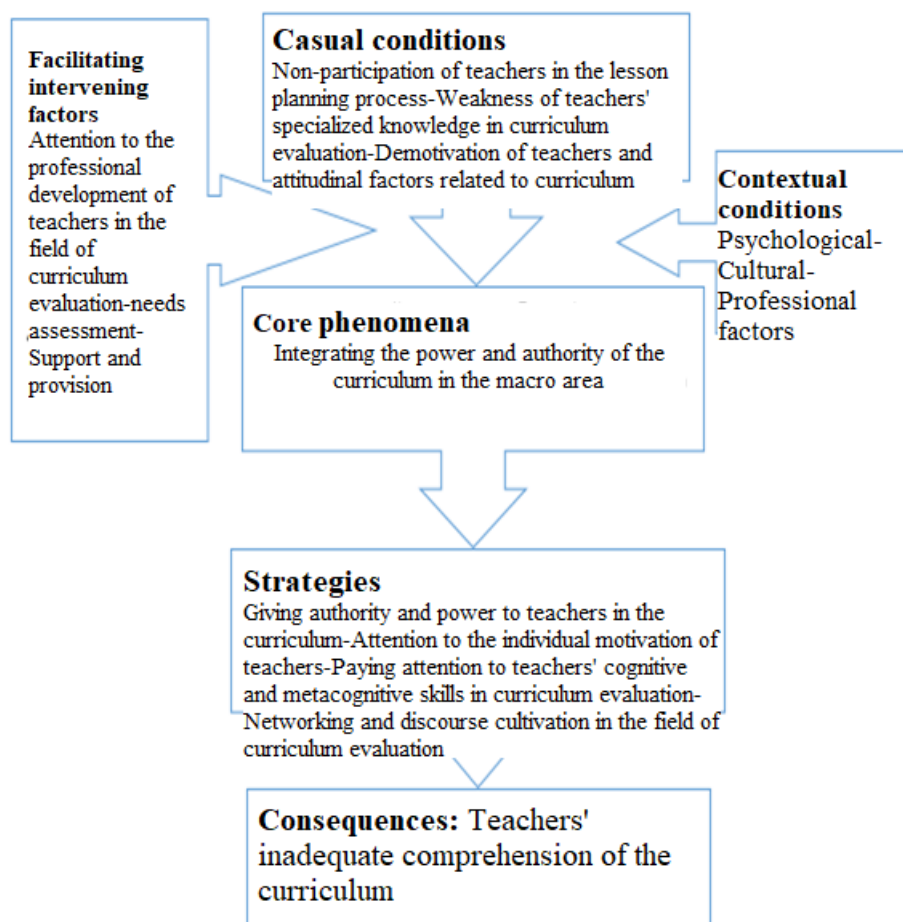 Facilitating
intervening
factors
Attention to the
professional
development of
teachers in the
field of
curriculum
evaluation-needs
assessment-
Support and
provision
Casual conditions
Non-participation of teachers in the lesson
planning process-Weakness of teachers'
specialized knowledge in curriculum
evaluation-Demotivation of teachers and
attitudinal factors related to curriculum
Contextual
conditions
Psychological-
Cultural-
Professional
factors
Core phenomena
Integrating the power and authority of the
curriculum in the macro area
Strategies
Giving authority and power to teachers in the
curriculum-Attention to the individual motivation of
teachers-Paying attention to teachers' cognitive
and metacognitive skills in curriculum evaluation-
Networking and discourse cultivation in the field of
curriculum evaluation
Consequences: Teachers'
inadequate comprehension of the
curriculum